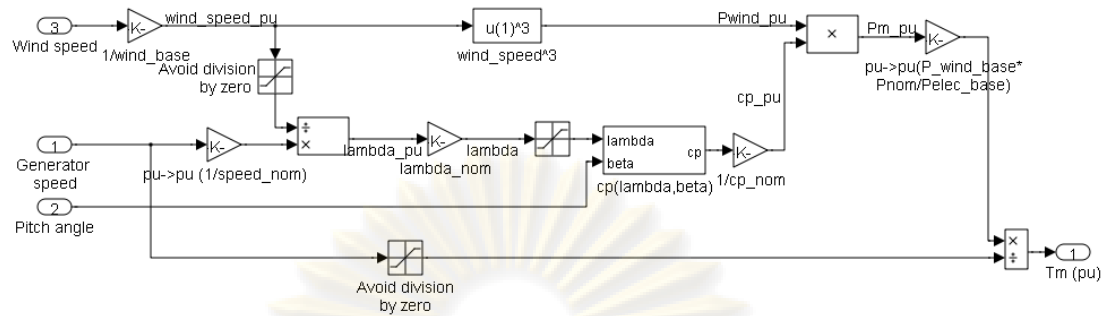 3
Wind speed
K-
1/wind_base
wind_speed_pu
u(1)^3
wind_speed^3
Pwind_pu
×
Pm_pu
K-
pu->pu(P_wind_base*
Pnom/Pelec_base)
Avoid division
by zero
1
Generator
speed
K-
pu->pu (1/speed_nom)
÷
×
lambda_pu
K-
lambda_nom
lambda
lambda
beta
cp
cp(lambda,beta)
K-
1/cp_nom
cp_pu
2
Pitch angle
Avoid division
by zero
×
÷
1
Tm (pu)